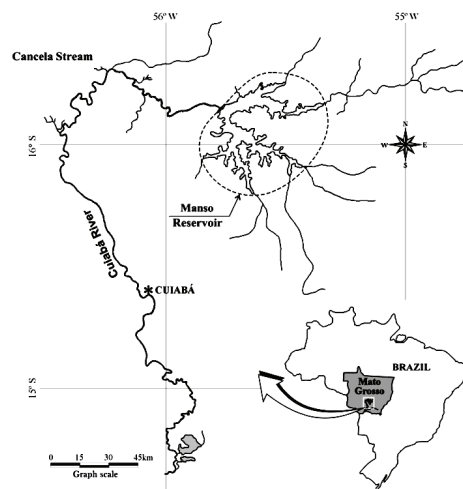 56° W
55° W
Cancela Stream
N
W
E
S
16° S
Manso
Reservoir
Cuiabá River
CUIABÁ
BRAZIL
Mato
Grosso
15° S
0 15 30 45km
Graph scale